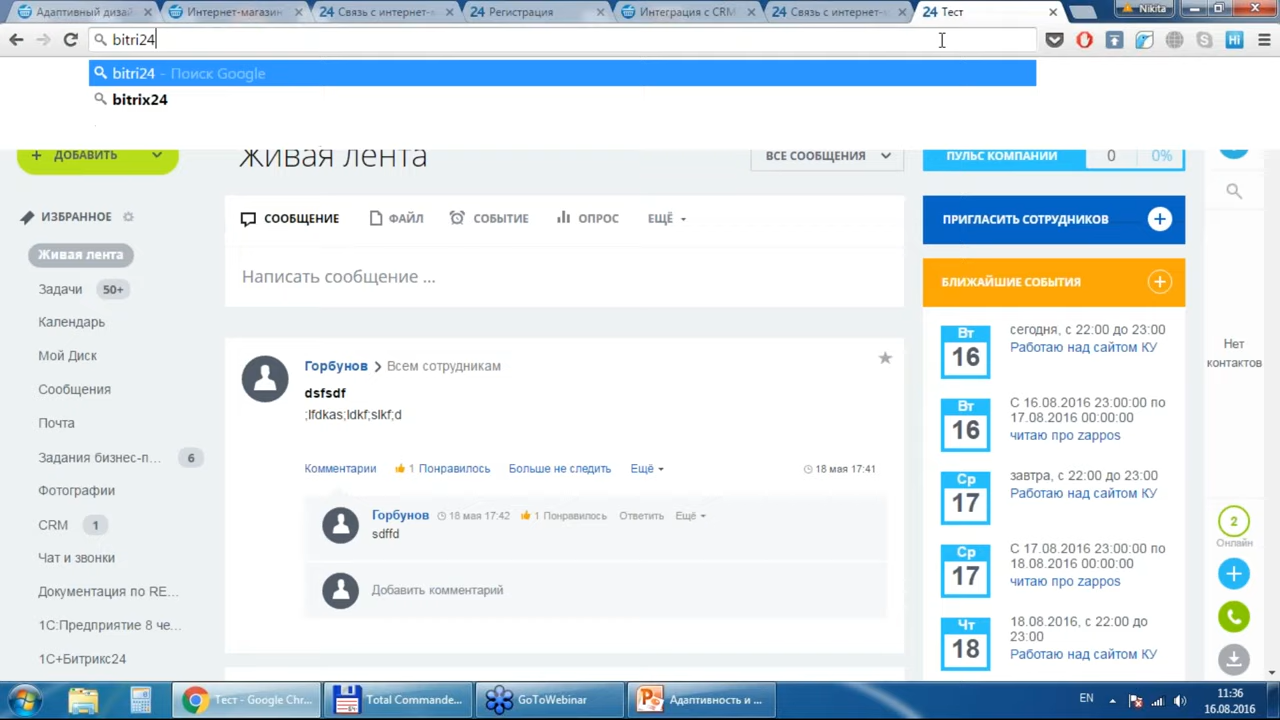 Адаптивный дизай
Интернет-магазин
24 Связь с интернет-м
24 Регистрация
Интеграция с CRM
24 Связь с интернет-м
24 Тест
Nikita
bitri24
bitri24 - Поиск Google
bitrix24
+ ДОБАВИТЬ
Живая лента
ВСЕ СООБЩЕНИЯ
ПУЛЬС КОМПАНИИ 0 0%
ИЗБРАННОЕ
Живая лента
Задачи 50+
Календарь
Мой Диск
Сообщения
Почта
Задания бизнес-п... 6
Фотографии
CRM 1
Чат и звонки
Документация по RE...
1С:Предприятие 8 че...
1С+Битрикс24
СООБЩЕНИЕ ФАЙЛ СОБЫТИЕ ОПРОС ЕЩЁ
Написать сообщение ...
Горбунов > Всем сотрудникам
dsfsdf
;lfdkas;ldkf;slkf;d
Комментарии 1 Понравилось Больше не следить Ещё 18 мая 17:41
Горбунов 18 мая 17:42 1 Понравилось Ответить Ещё
sdffd
Добавить комментарий
ПРИГЛАСИТЬ СОТРУДНИКОВ +
БЛИЖАЙШИЕ СОБЫТИЯ +
Вт
16
сегодня, с 22:00 до 23:00
Работаю над сайтом КУ
Вт
16
С 16.08.2016 23:00:00 по
17.08.2016 00:00:00
читаю про zappos
Ср
17
завтра, с 22:00 до 23:00
Работаю над сайтом КУ
Ср
17
С 17.08.2016 23:00:00 по
18.08.2016 00:00:00
читаю про zappos
Чт
18
18.08.2016, с 22:00 до
23:00
Работаю над сайтом КУ
Hi
Нет
контактов
2
Онлайн
Тест - Google Chr...
Total Commande...
GoToWebinar
Адаптивность и ...
EN
11:36
16.08.2016